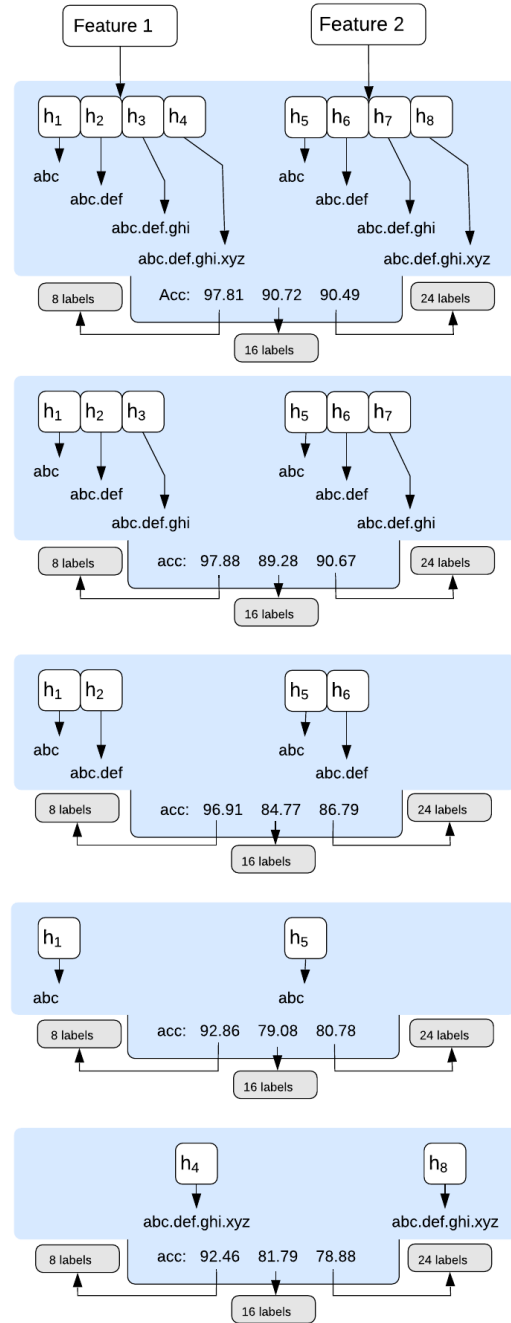 Feature 1 Feature 2
h1 h2 h3 h4 h5 h6 h7 h8
abc abc
abc.def abc.def
abc.def.ghi abc.def.ghi
abc.def.ghi.xyz abc.def.ghi.xyz
8 labels Acc: 97.81 90.72 90.49 24 labels
16 labels
h1 h2 h3 h5 h6 h7
abc abc
abc.def abc.def
abc.def.ghi abc.def.ghi
8 labels acc: 97.88 89.28 90.67 24 labels
16 labels
h1 h2 h5 h6
abc abc
abc.def abc.def
8 labels acc: 96.91 84.77 86.79 24 labels
16 labels
h1 h5
abc abc
8 labels acc: 92.86 79.08 80.78 24 labels
16 labels
h4 h8
abc.def.ghi.xyz abc.def.ghi.xyz
8 labels acc: 92.46 81.79 78.88 24 labels
16 labels